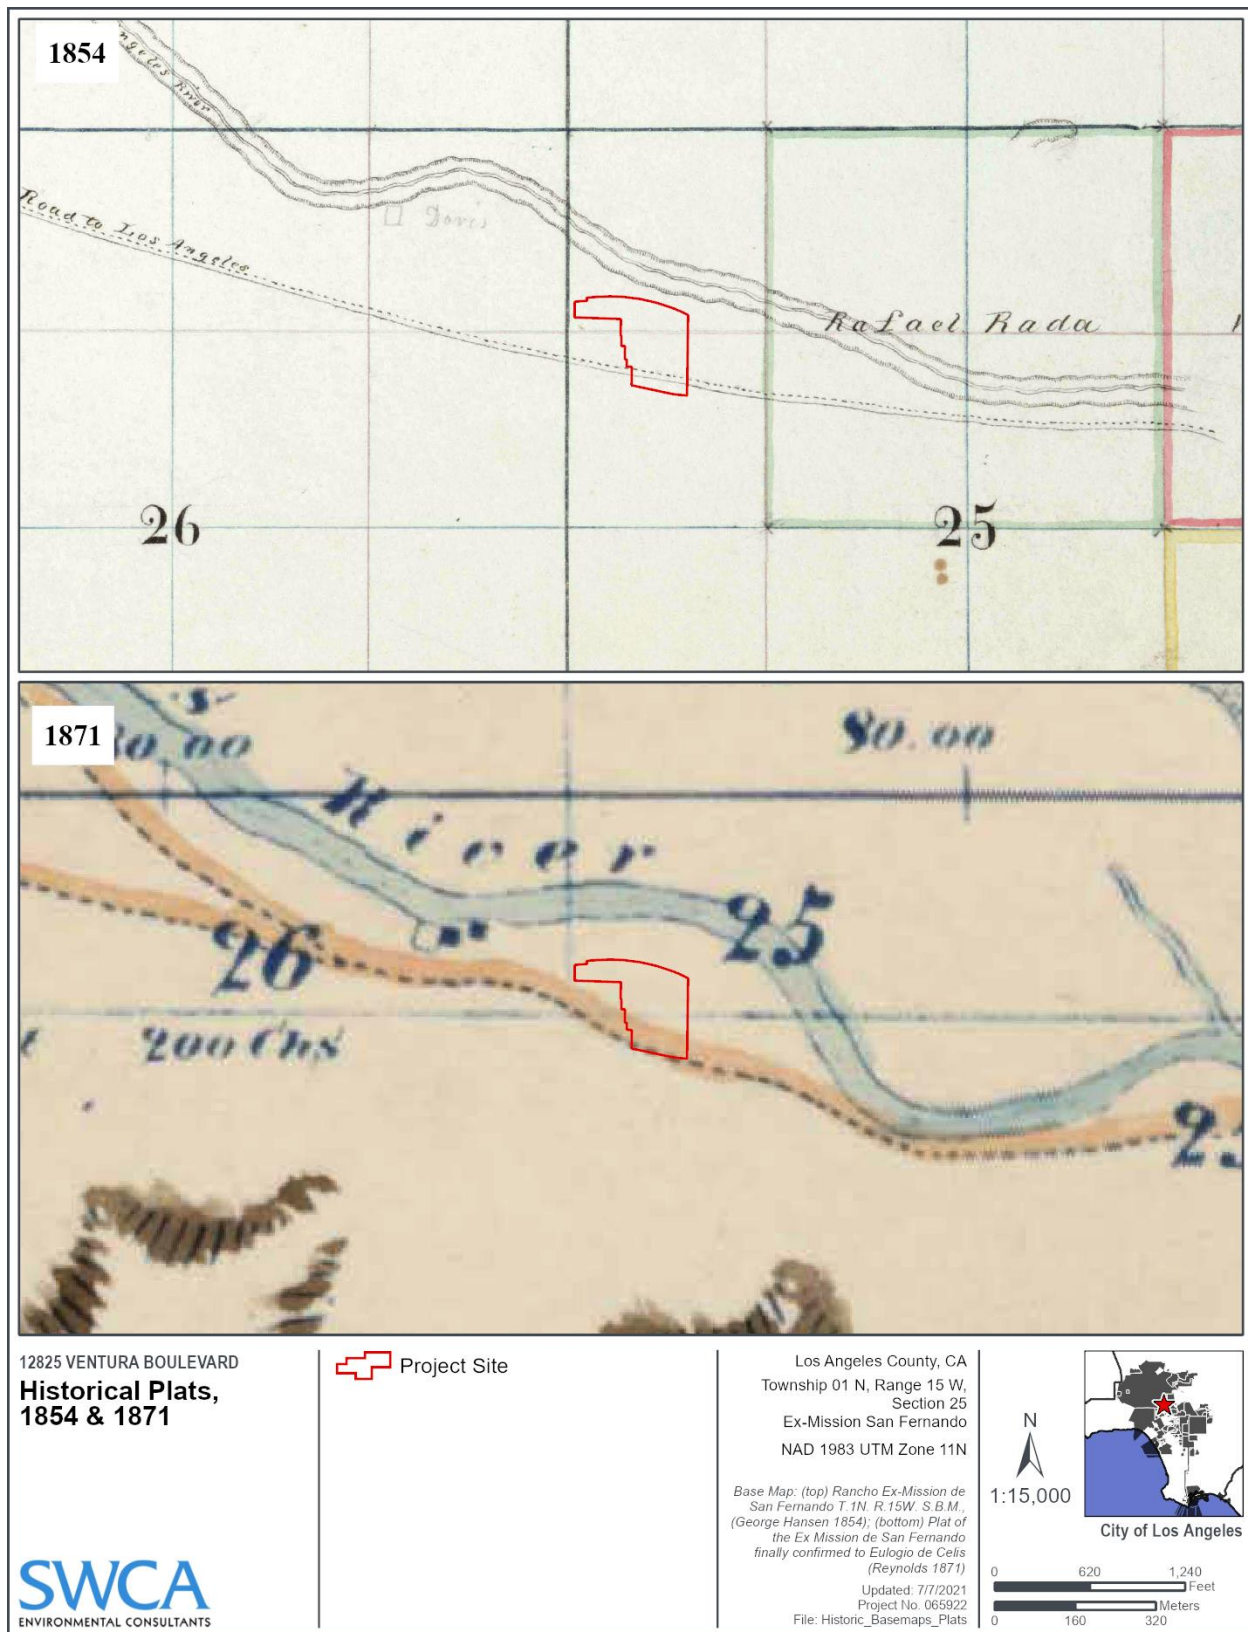 1854
ngeles River
Road to Los Angeles
Rafael Rada
26
25
1871
80.00
River
25
26
200 Chs
12825 VENTURA BOULEVARD
Historical Plats,
1854 & 1871
Project Site
Los Angeles County, CA
Township 01 N, Range 15 W,
Section 25
Ex-Mission San Fernando
NAD 1983 UTM Zone 11N
Base Map: (top) Rancho Ex-Mission de
San Fernando T.1N. R.15W. S.B.M.,
(George Hansen 1854); (bottom) Plat of
the Ex Mission de San Fernando
finally confirmed to Eulogio de Celis
(Reynolds 1871)
Updated: 7/7/2021
Project No. 065922
File: Historic_Basemaps_Plats
N
1:15,000
City of Los Angeles
0 620 1,240
Feet
Meters
0 160 320
SWCA
ENVIRONMENTAL CONSULTANTS